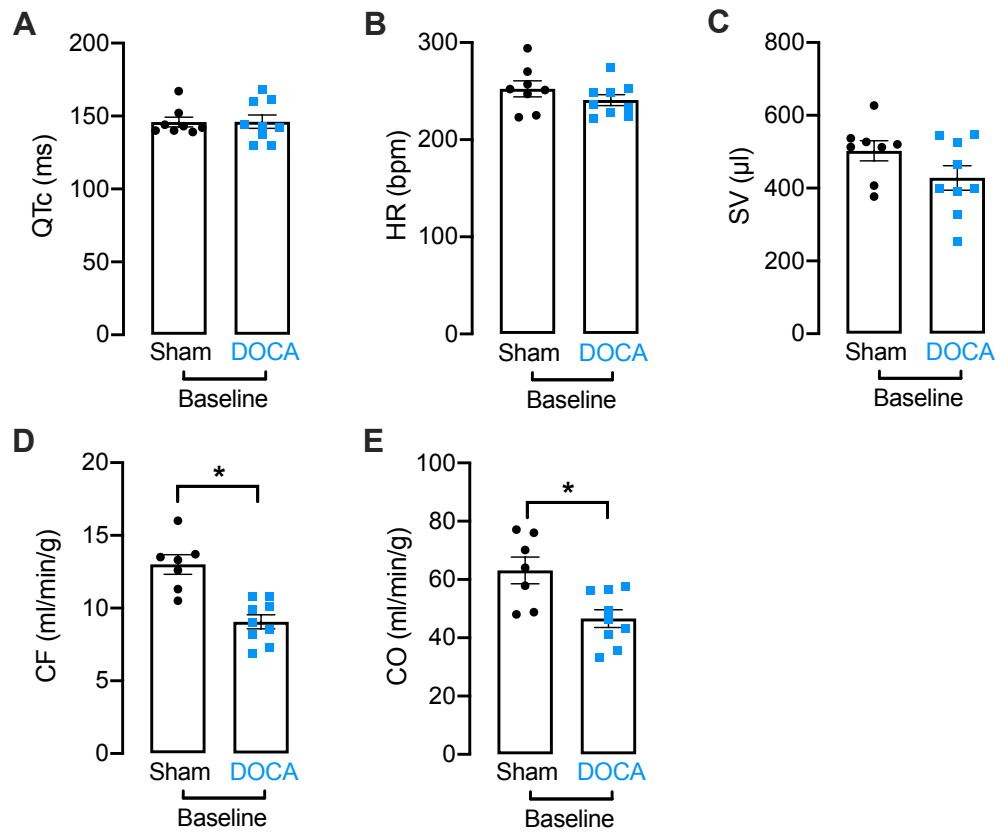 A
QTc (ms)
200
150
100
50
0
Sham DOCA
Baseline
B
HR (bpm)
300
200
100
0
Sham DOCA
Baseline
C
SV (µl)
800
600
400
200
0
Sham DOCA
Baseline
D
CF (ml/min/g)
20
15
10
5
0
*
Sham DOCA
Baseline
E
CO (ml/min/g)
100
80
60
40
20
0
*
Sham DOCA
Baseline